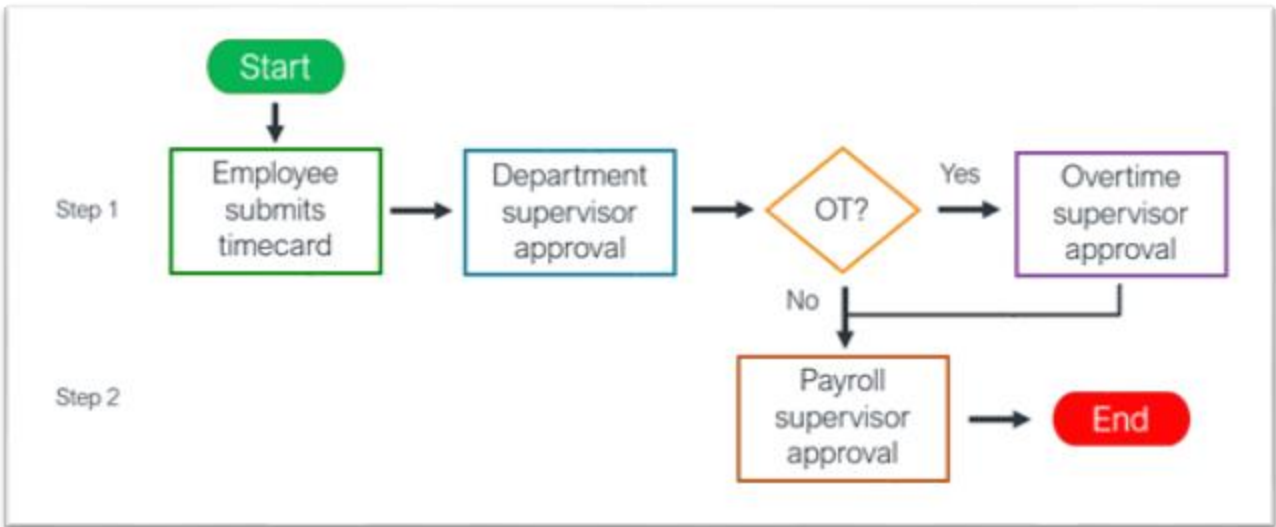 Start
Step 1
Employee
submits
timecard
Department
supervisor
approval
OT?
Yes
Overtime
supervisor
approval
No
Step 2
Payroll
supervisor
approval
End